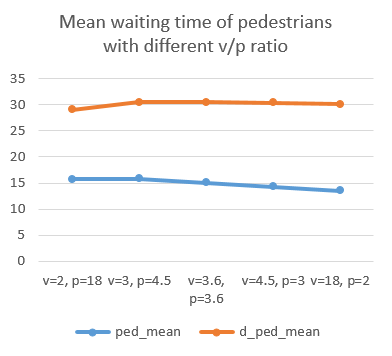 Mean waiting time of pedestrians
with different v/p ratio
35
30
25
20
15
10
5
0
v=2, p=18 v=3, p=4.5 v=3.6, v=4.5, p=3 v=18, p=2
p=3.6
ped_mean d_ped_mean